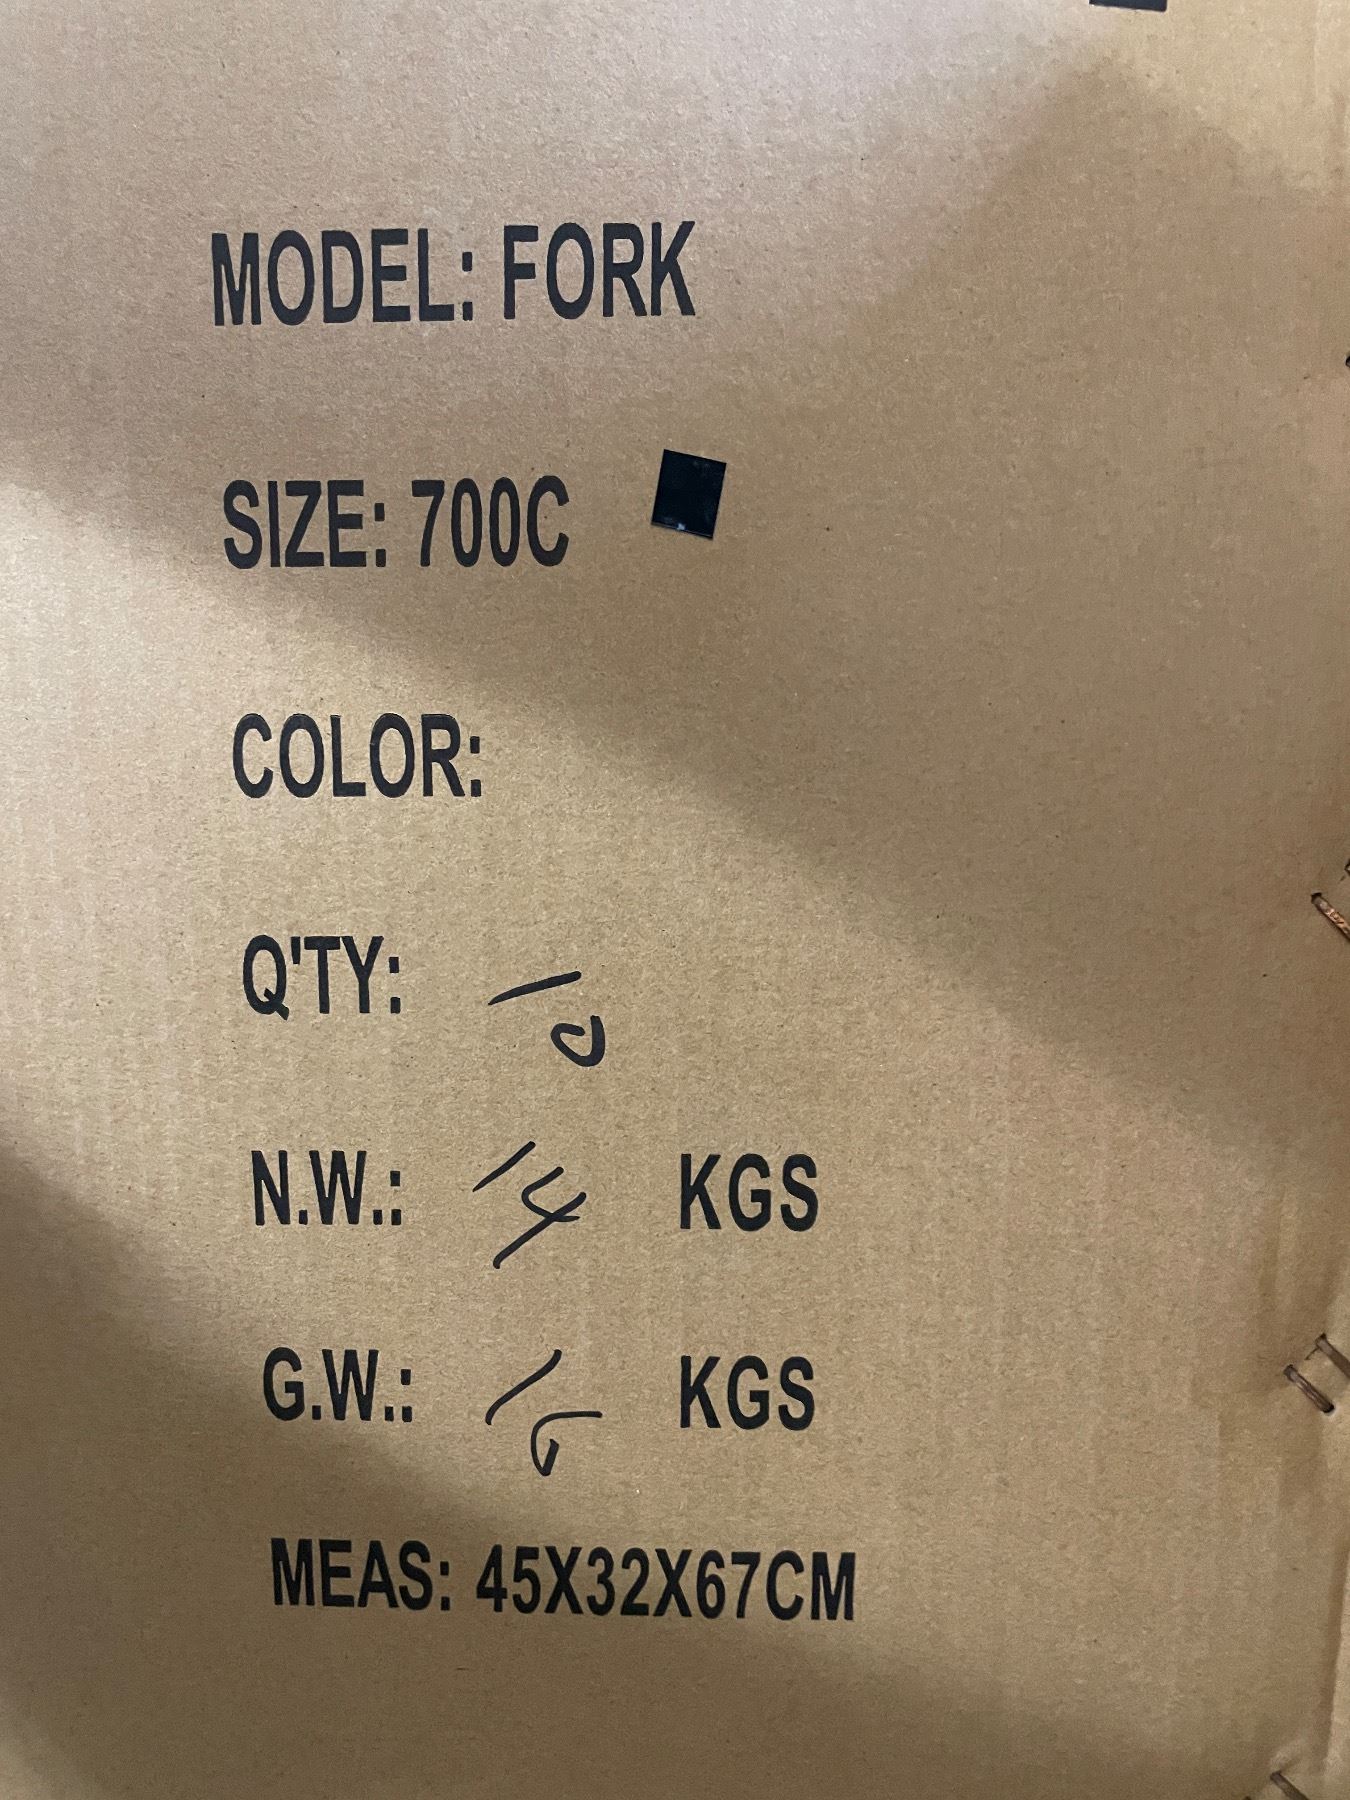 MODEL: FORK
SIZE: 700C
COLOR:
Q'TY: 10
N.W.: 14 KGS
G.W.: 16 KGS
MEAS: 45X32X67CM